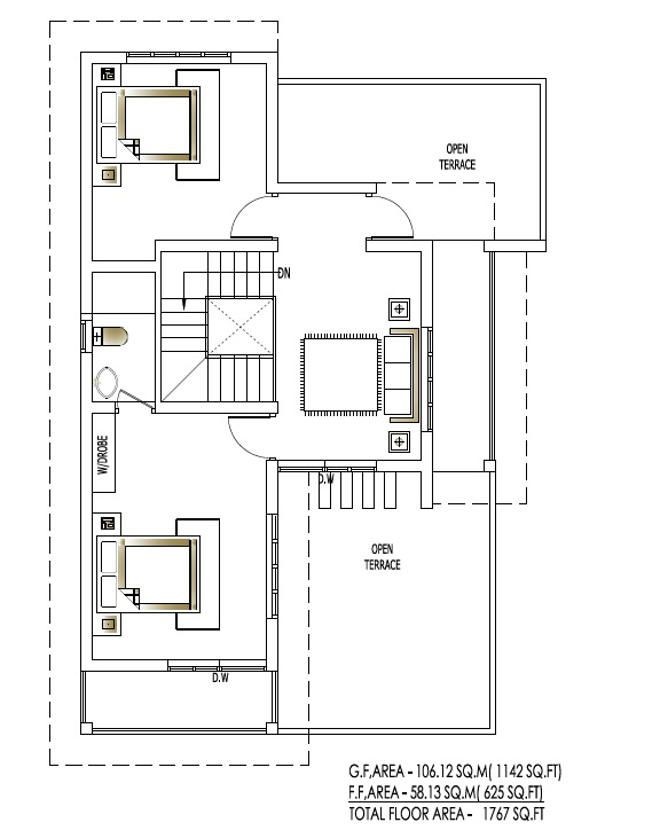 OPEN
TERRACE
DN
W/DROBE
D.W
OPEN
TERRACE
D.W
G.F,AREA - 106.12 SQ.M( 1142 SQ.FT)
F.F,AREA - 58.13 SQ.M( 625 SQ.FT)
TOTAL FLOOR AREA - 1767 SQ.FT